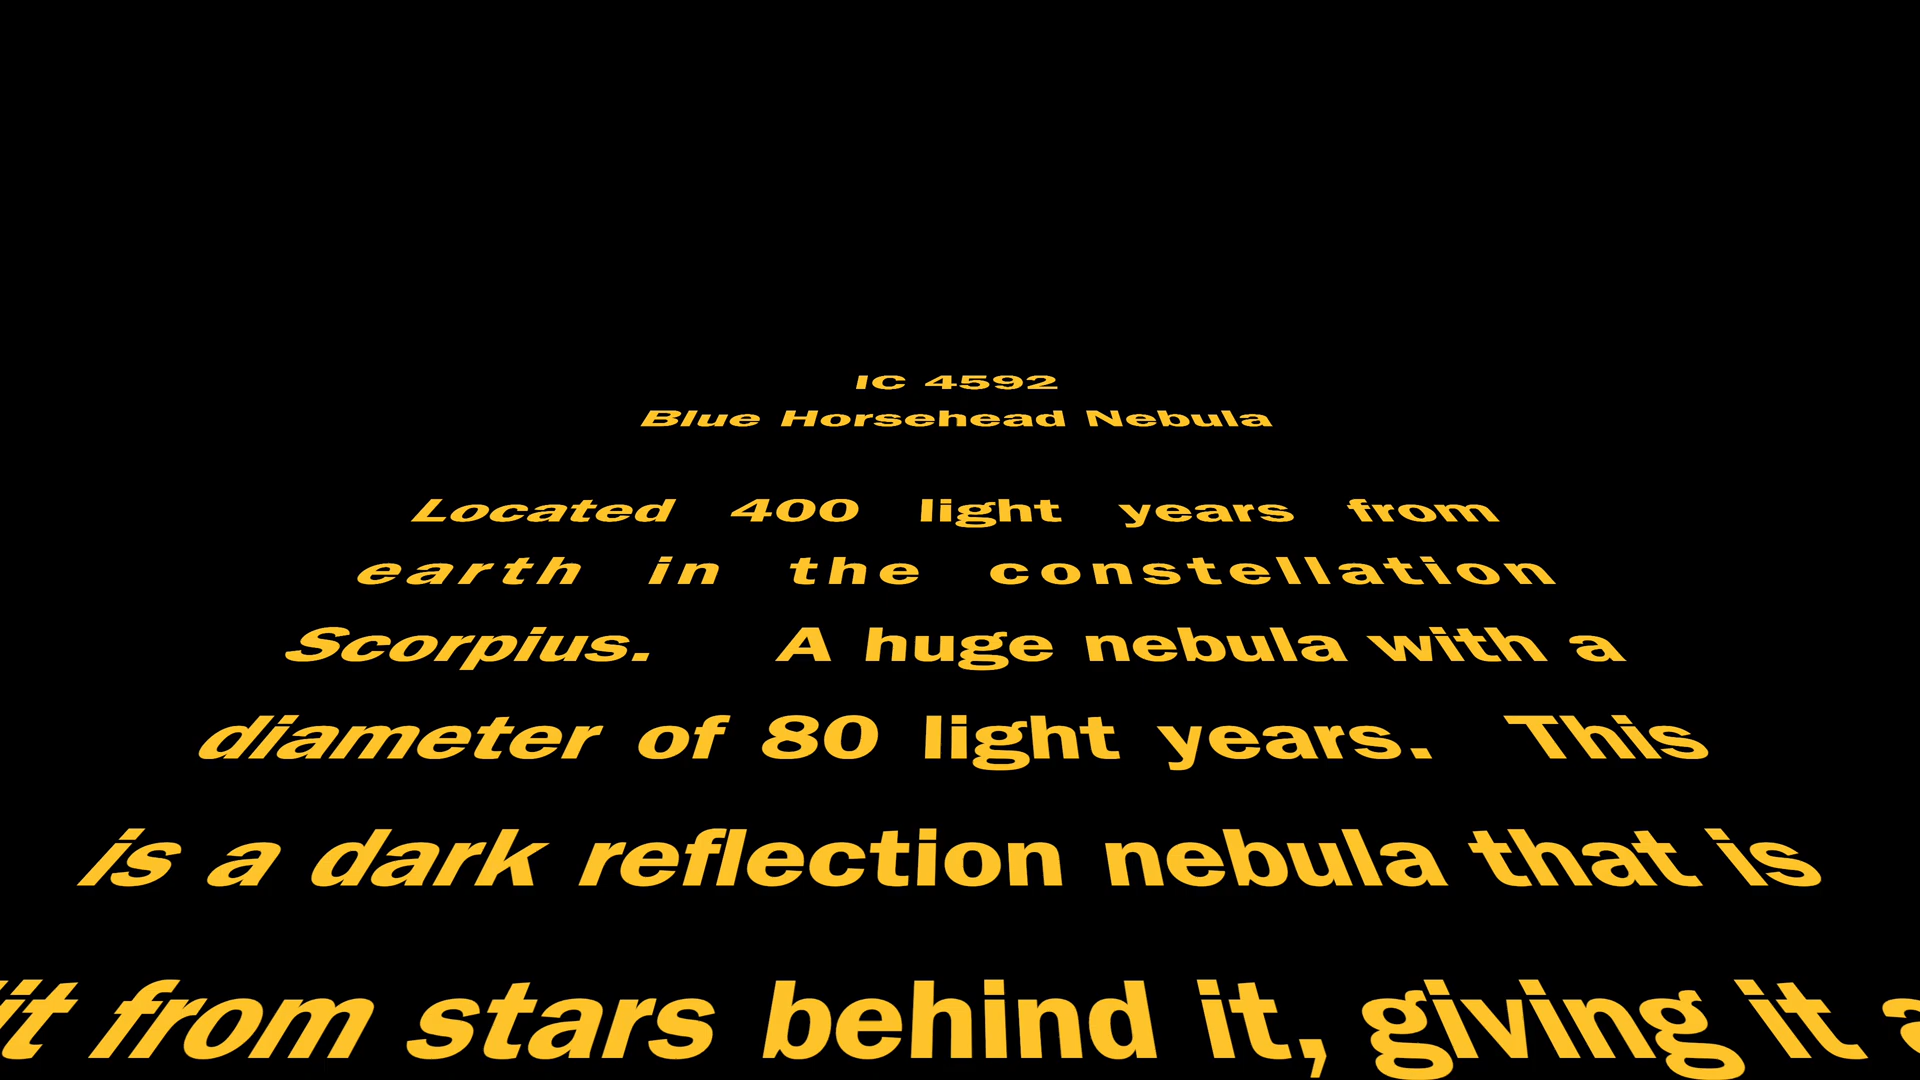 IC 4592
Blue Horsehead Nebula
Located 400 light years from
earth in the constellation
Scorpius. A huge nebula with a
diameter of 80 light years. This
is a dark reflection nebula that is
lit from stars behind it, giving it a